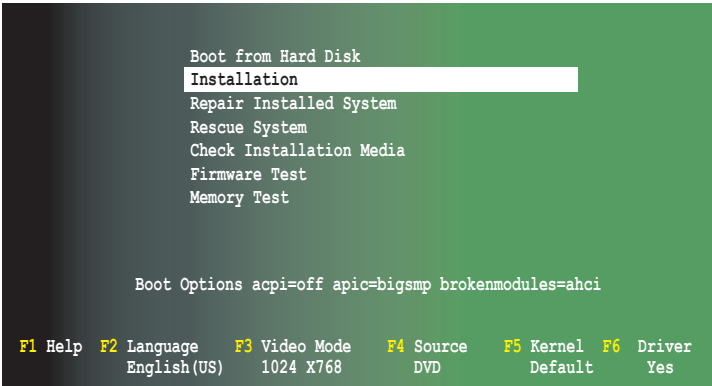 Boot from Hard Disk
Installation
Repair Installed System
Rescue System
Check Installation Media
Firmware Test
Memory Test
Boot Options acpi=off apic=bigsmp brokenmodules=ahci
F1 Help F2 Language F3 Video Mode F4 Source F5 Kernel F6 Driver
English(US) 1024 X768 DVD Default Yes